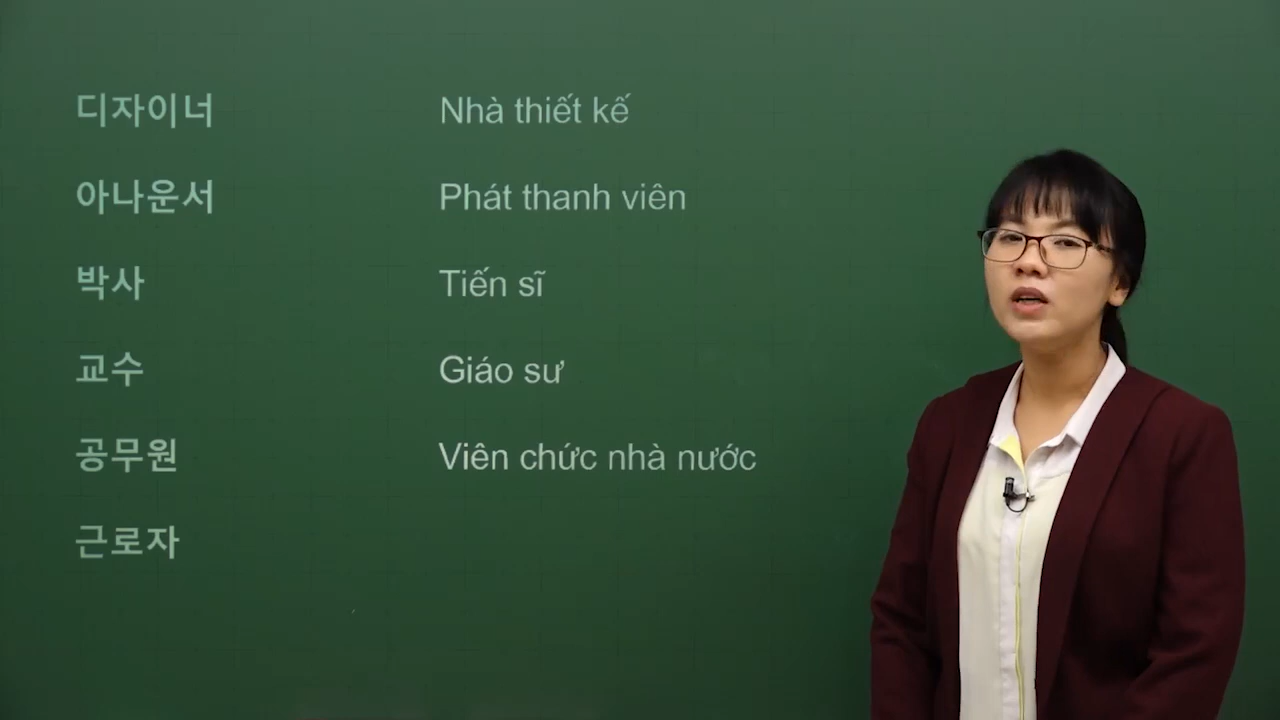 디자이너 Nhà thiết kế
아나운서 Phát thanh viên
박사 Tiến sĩ
교수 Giáo sư
공무원 Viên chức nhà nước
근로자